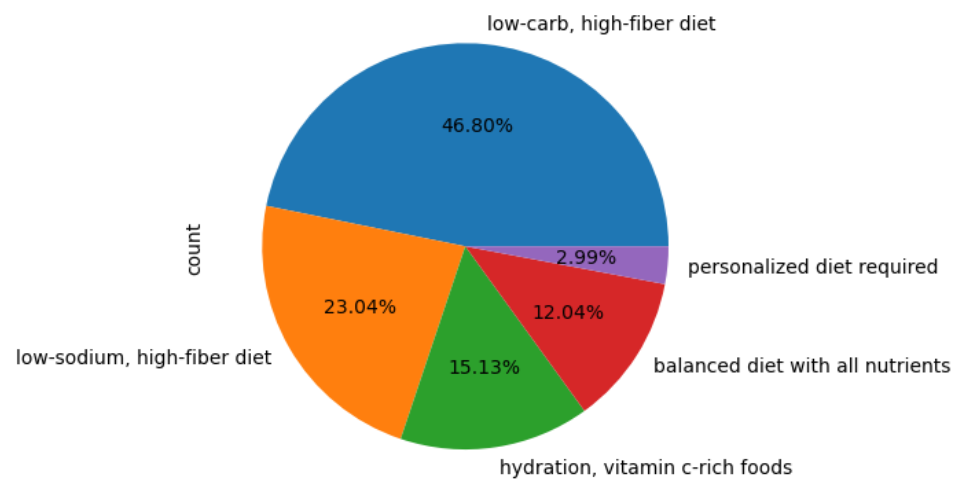 low-carb, high-fiber diet
46.80%
count
2.99%
personalized diet required
23.04%
12.04%
low-sodium, high-fiber diet
15.13%
balanced diet with all nutrients
hydration, vitamin c-rich foods